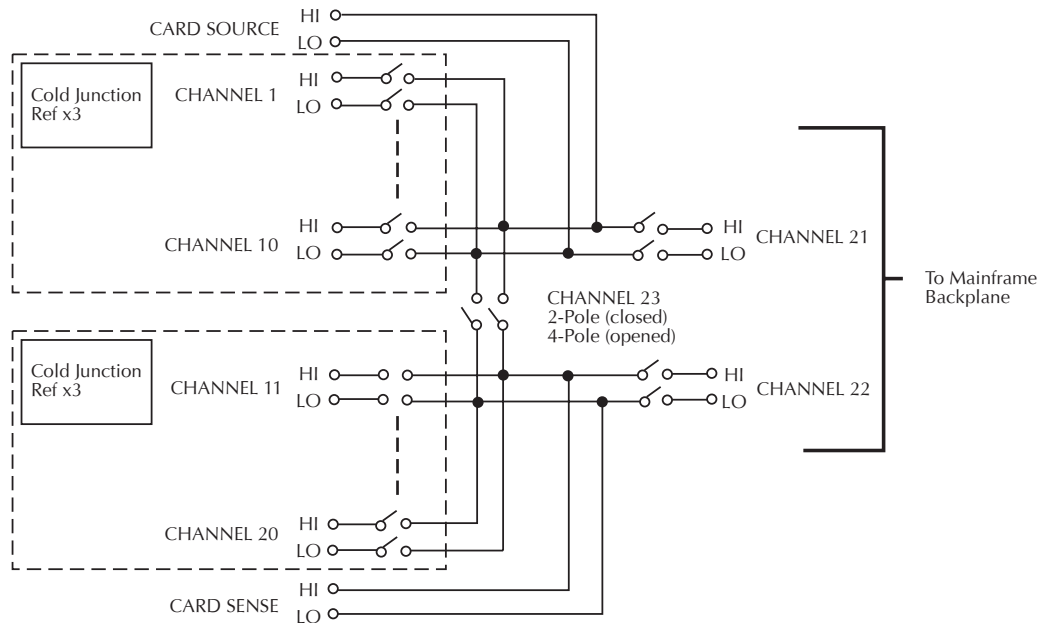 CARD SOURCE
HI
LO
Cold Junction
Ref x3
CHANNEL 1
HI
LO
CHANNEL 10
HI
LO
HI
LO
CHANNEL 21
To Mainframe
Backplane
CHANNEL 23
2-Pole (closed)
4-Pole (opened)
Cold Junction
Ref x3
CHANNEL 11
HI
LO
HI
LO
CHANNEL 22
CHANNEL 20
HI
LO
CARD SENSE
HI
LO